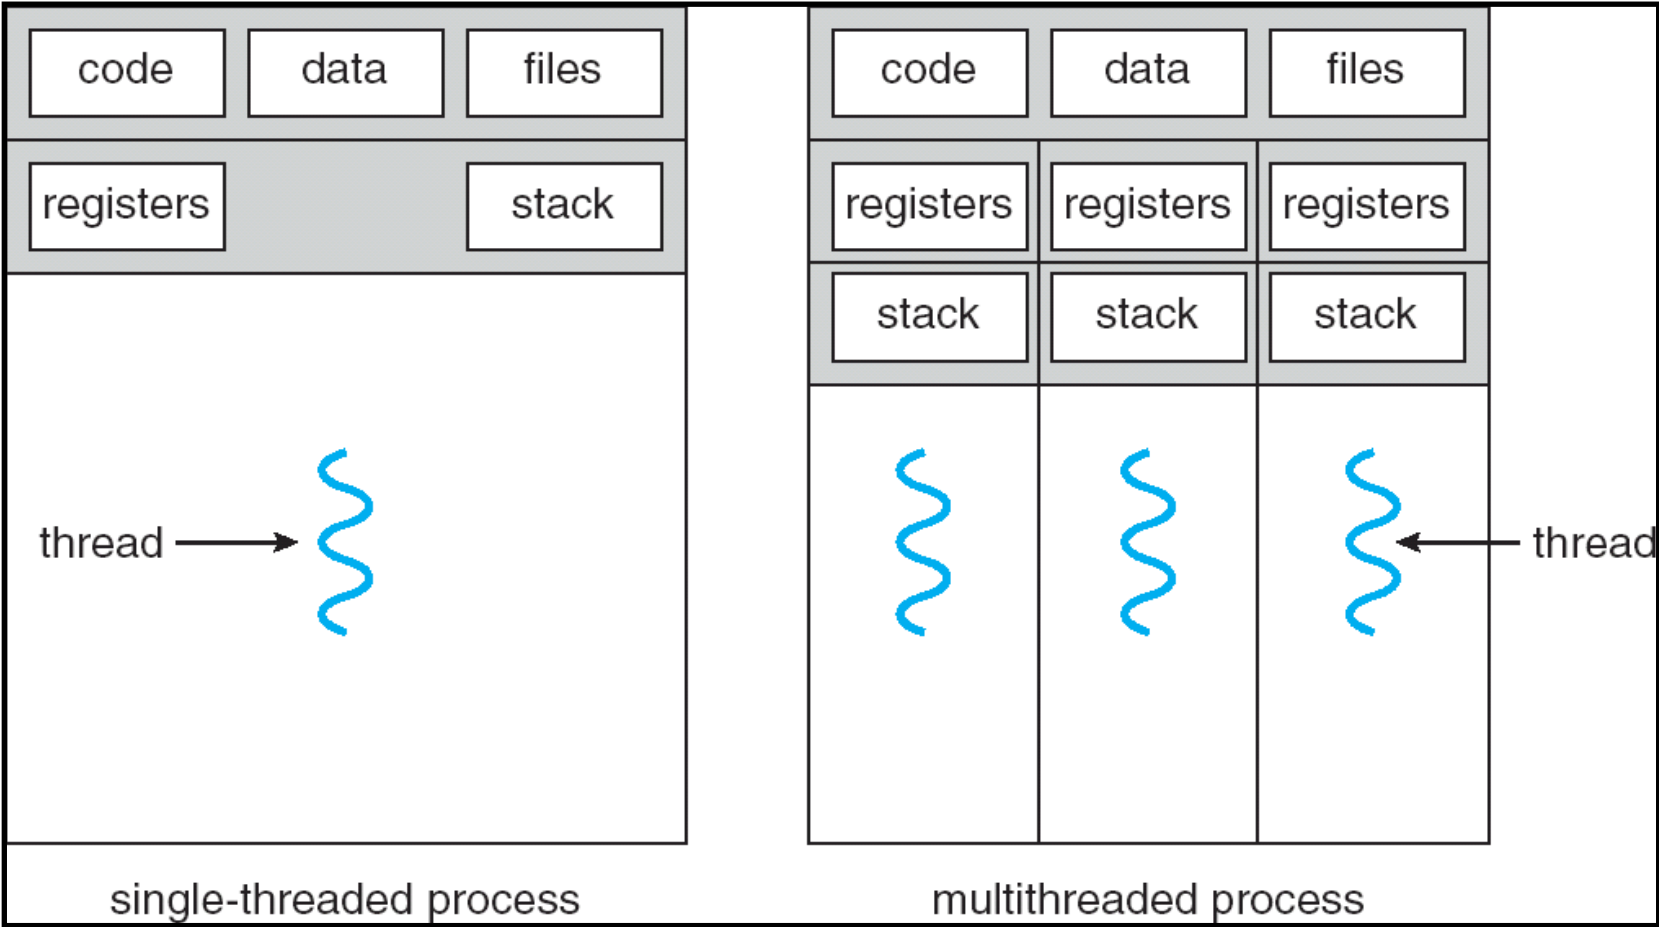 code data files
registers stack
thread
single-threaded process
code data files
registers registers registers
stack stack stack
thread
multithreaded process